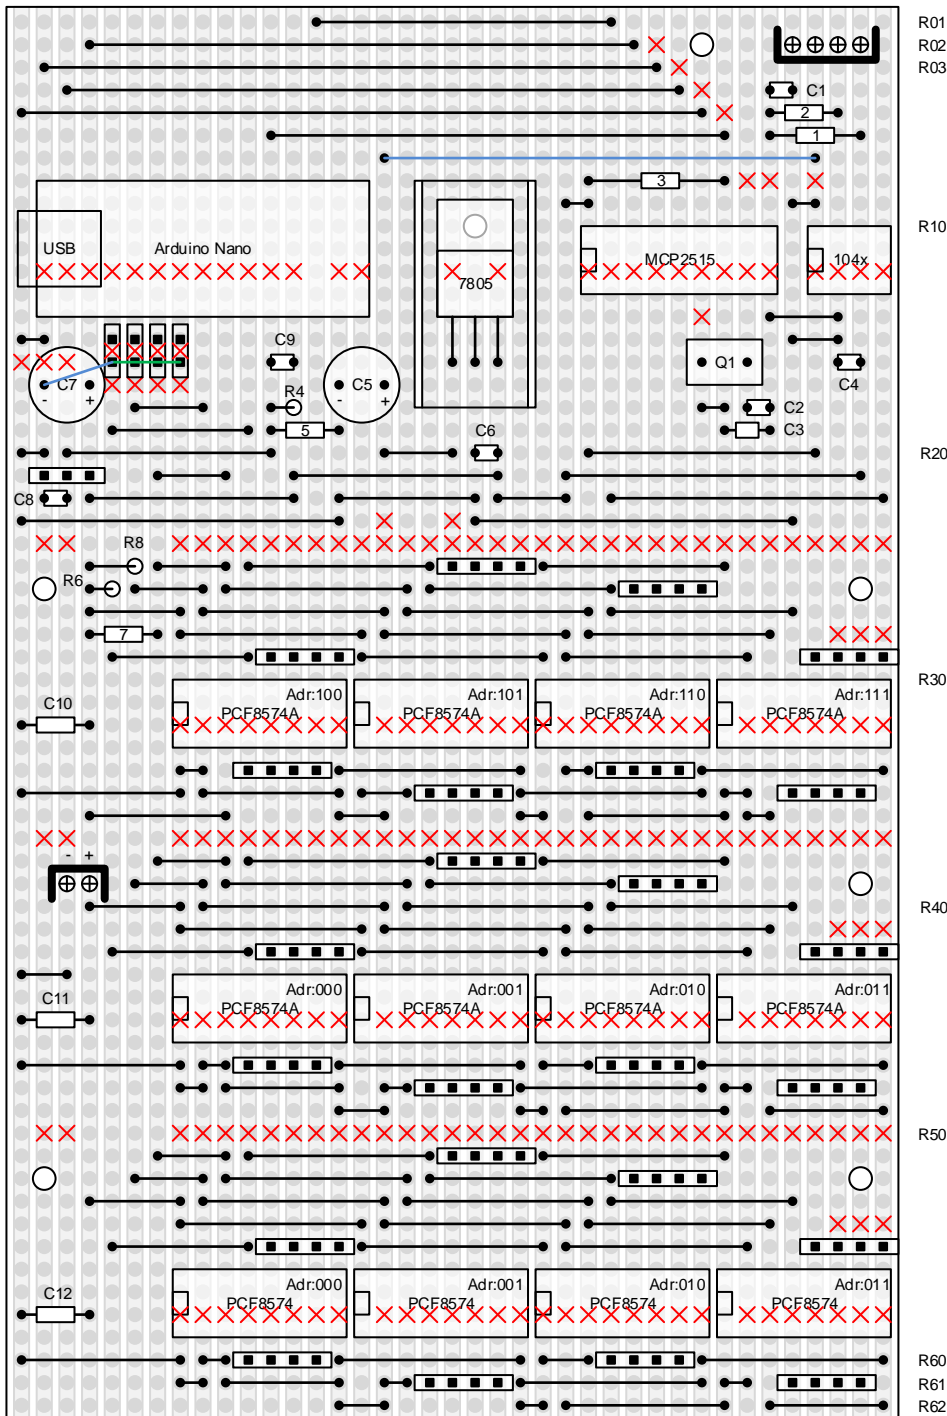 R01
R02
R03
C1
2
1
3
R10
USB
Arduino Nano
MCP2515
104x
7805
C9
Q1
C7
C5
C4
- +
- +
R4
C2
5
C6
C3
R20
C8
R8
R6
7
R30
Adr:100
Adr:101
Adr:110
Adr:111
C10
PCF8574A
PCF8574A
PCF8574A
PCF8574A
- +
R40
Adr:000
Adr:001
Adr:010
Adr:011
C11
PCF8574A
PCF8574A
PCF8574A
PCF8574A
R50
Adr:000
Adr:001
Adr:010
Adr:011
C12
PCF8574
PCF8574
PCF8574
PCF8574
R60
R61
R62